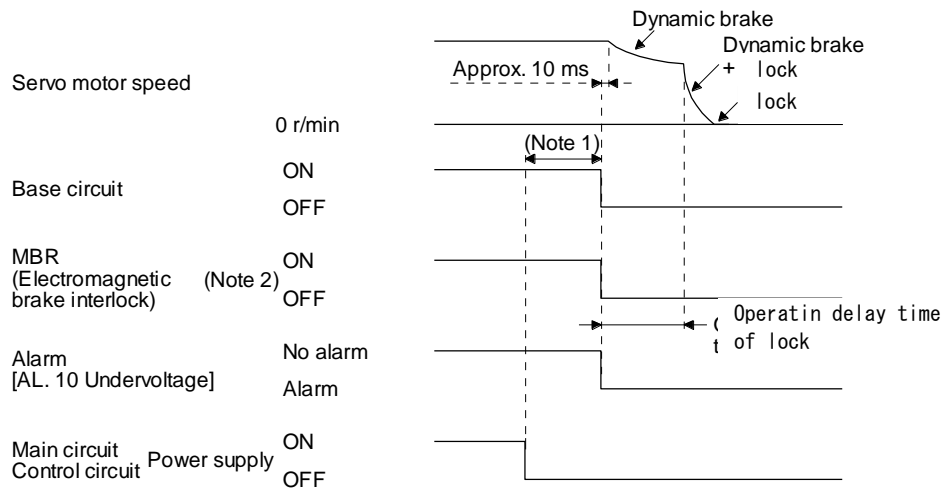 Dynamic brake
Dynamic brake
+ lock
Approx. 10 ms
Servo motor speed
lock
0 r/min
(Note 1)
ON
Base circuit
OFF
MBR
(Electromagnetic
brake interlock)
(Note 2)
ON
OFF
Operatin delay time
of lock
Alarm
[AL. 10 Undervoltage]
No alarm
Alarm
Main circuit
Control circuit
Power supply
ON
OFF